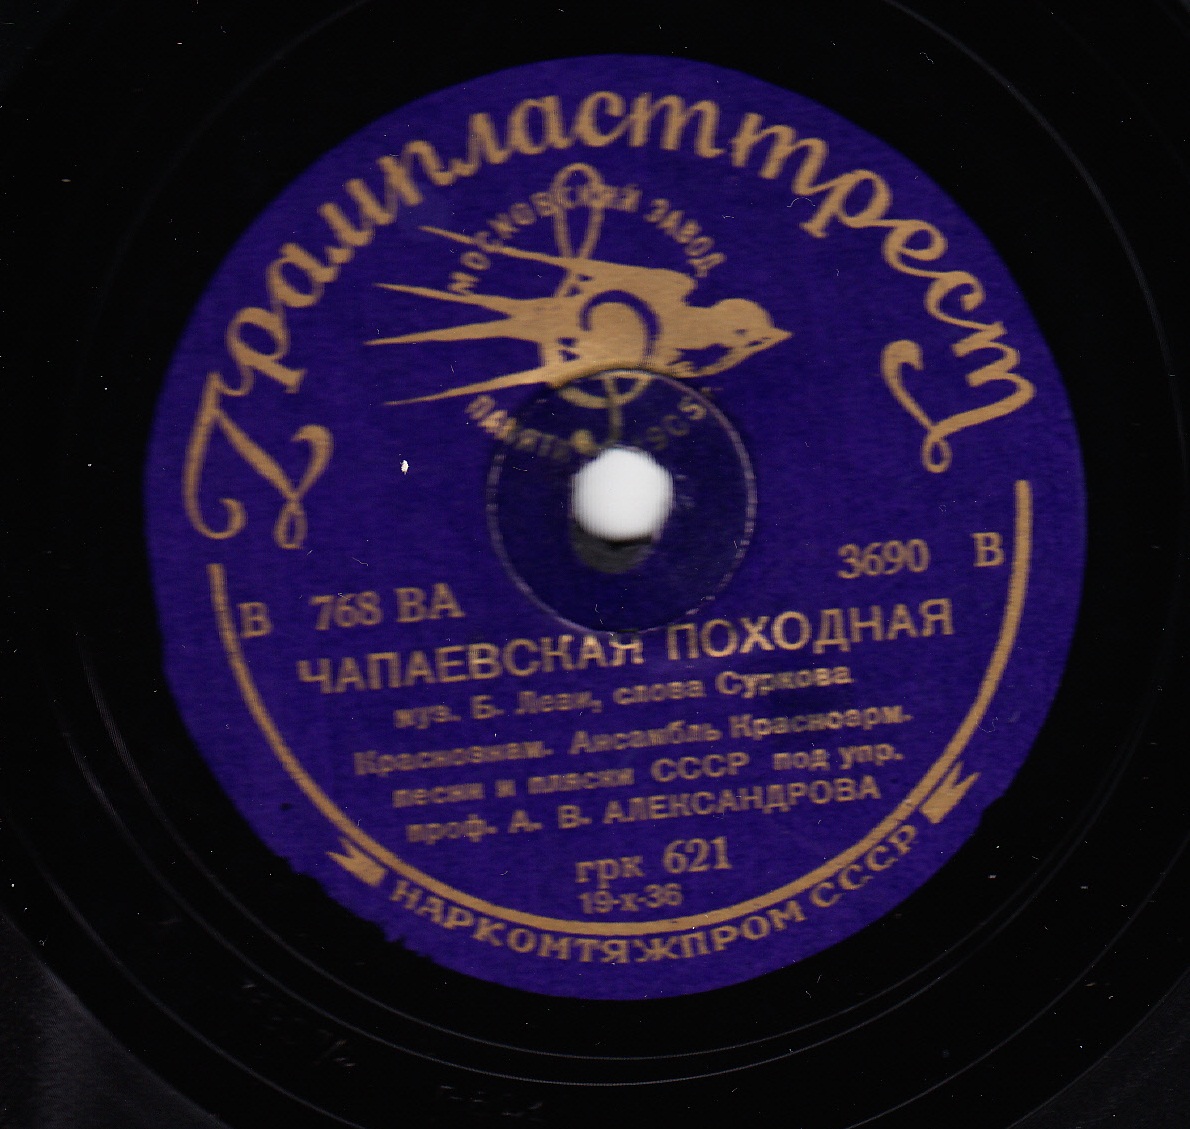 Грампласттрест
МОСКОВСКИЙ ЗАВОД
ПАМЯТИ 1905
В 768 ВА 3690 В
ЧАПАЕВСКАЯ ПОХОДНАЯ
муз. Б. Леви, слова Суркова
Краснознам. Ансамбль Красноарм.
песни и пляски СССР под упр.
проф. А. В. АЛЕКСАНДРОВА
грк 621
19-х-36
НАРКОМТЯЖПРОМ СССР